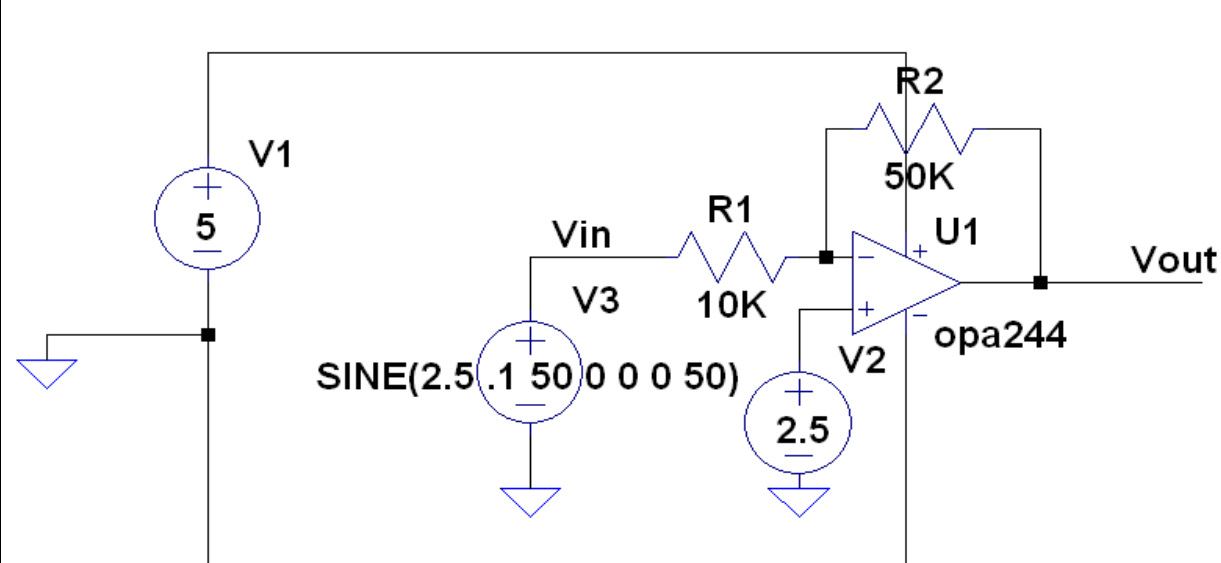 R2
V1
50K
5
R1
U1
Vin
+
−
Vout
V3
10K
+
−
opa244
V2
SINE(2.5 .1 50 0 0 0 50)
2.5